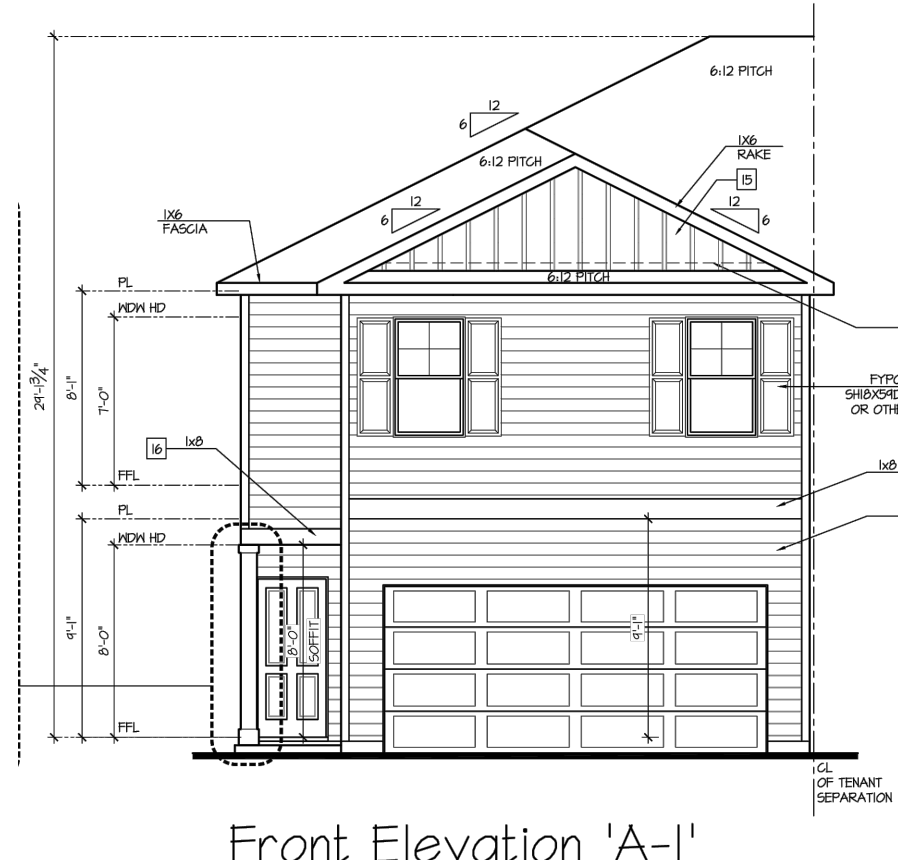 6:12 PITCH
12
6
1X6
RAKE
6:12 PITCH
15
12
6
12
6
1X6
FASCIA
6:12 PITCH
PL
WDW HD
29'-1 3/4"
8'-1"
7'-0"
FYPO
SH18X59D
OR OTHE
16
1x8
1x8
FFL
PL
WDW HD
9'-1"
8'-0"
8'-0"
SOFFIT
9'-1"
FFL
CL
OF TENANT
SEPARATION
Front Elevation 'A-1'